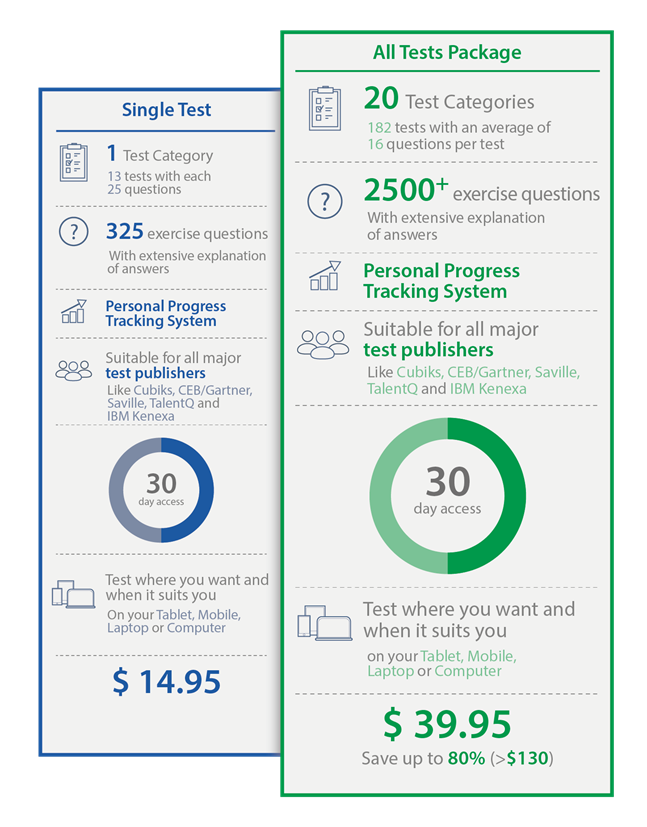 Single Test
1 Test Category
13 tests with each
25 questions
?
325 exercise questions
With extensive explanation
of answers
Personal Progress
Tracking System
Suitable for all major
test publishers
Like Cubiks, CEB/Gartner,
Saville, TalentQ and
IBM Kenexa
30
day access
Test where you want and
when it suits you
On your Tablet, Mobile,
Laptop or Computer
$ 14.95
All Tests Package
20 Test Categories
182 tests with an average of
16 questions per test
?
2500+ exercise questions
With extensive explanation
of answers
Personal Progress
Tracking System
Suitable for all major
test publishers
Like Cubiks, CEB/Gartner, Saville,
TalentQ and IBM Kenexa
30
day access
Test where you want and
when it suits you
on your Tablet, Mobile,
Laptop or Computer
$ 39.95
Save up to 80% (>$130)